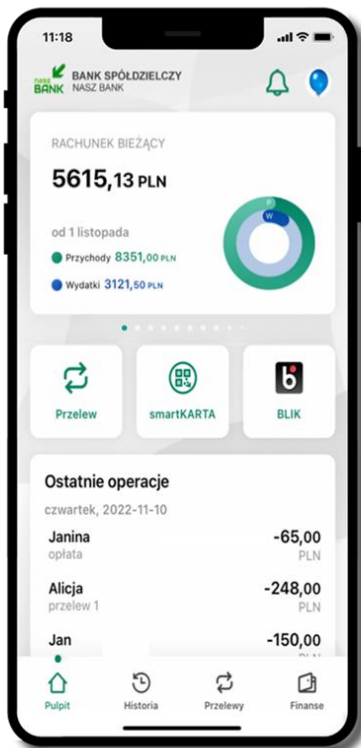 11:18
nasz
BANK
BANK SPÓŁDZIELCZY
NASZ BANK
RACHUNEK BIEŻĄCY
5615,13 PLN
od 1 listopada
Przychody 8351,00 PLN
Wydatki 3121,50 PLN
P
W
Przelew
smartKARTA
BLIK
Ostatnie operacje
czwartek, 2022-11-10
Janina -65,00
opłata PLN
Alicja -248,00
przelew 1 PLN
Jan -150,00
Pulpit Historia Przelewy Finanse